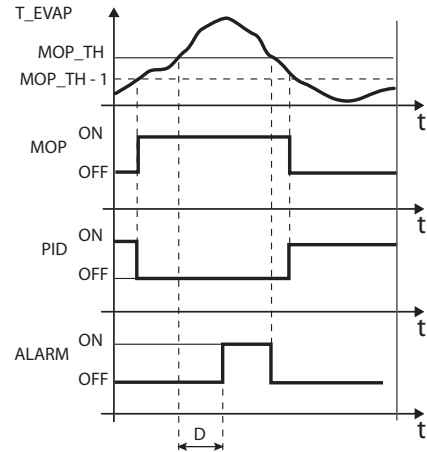 T_EVAP
MOP_TH
MOP_TH - 1
t
ON
MOP
OFF
t
ON
PID
OFF
t
ON
ALARM
OFF
t
D